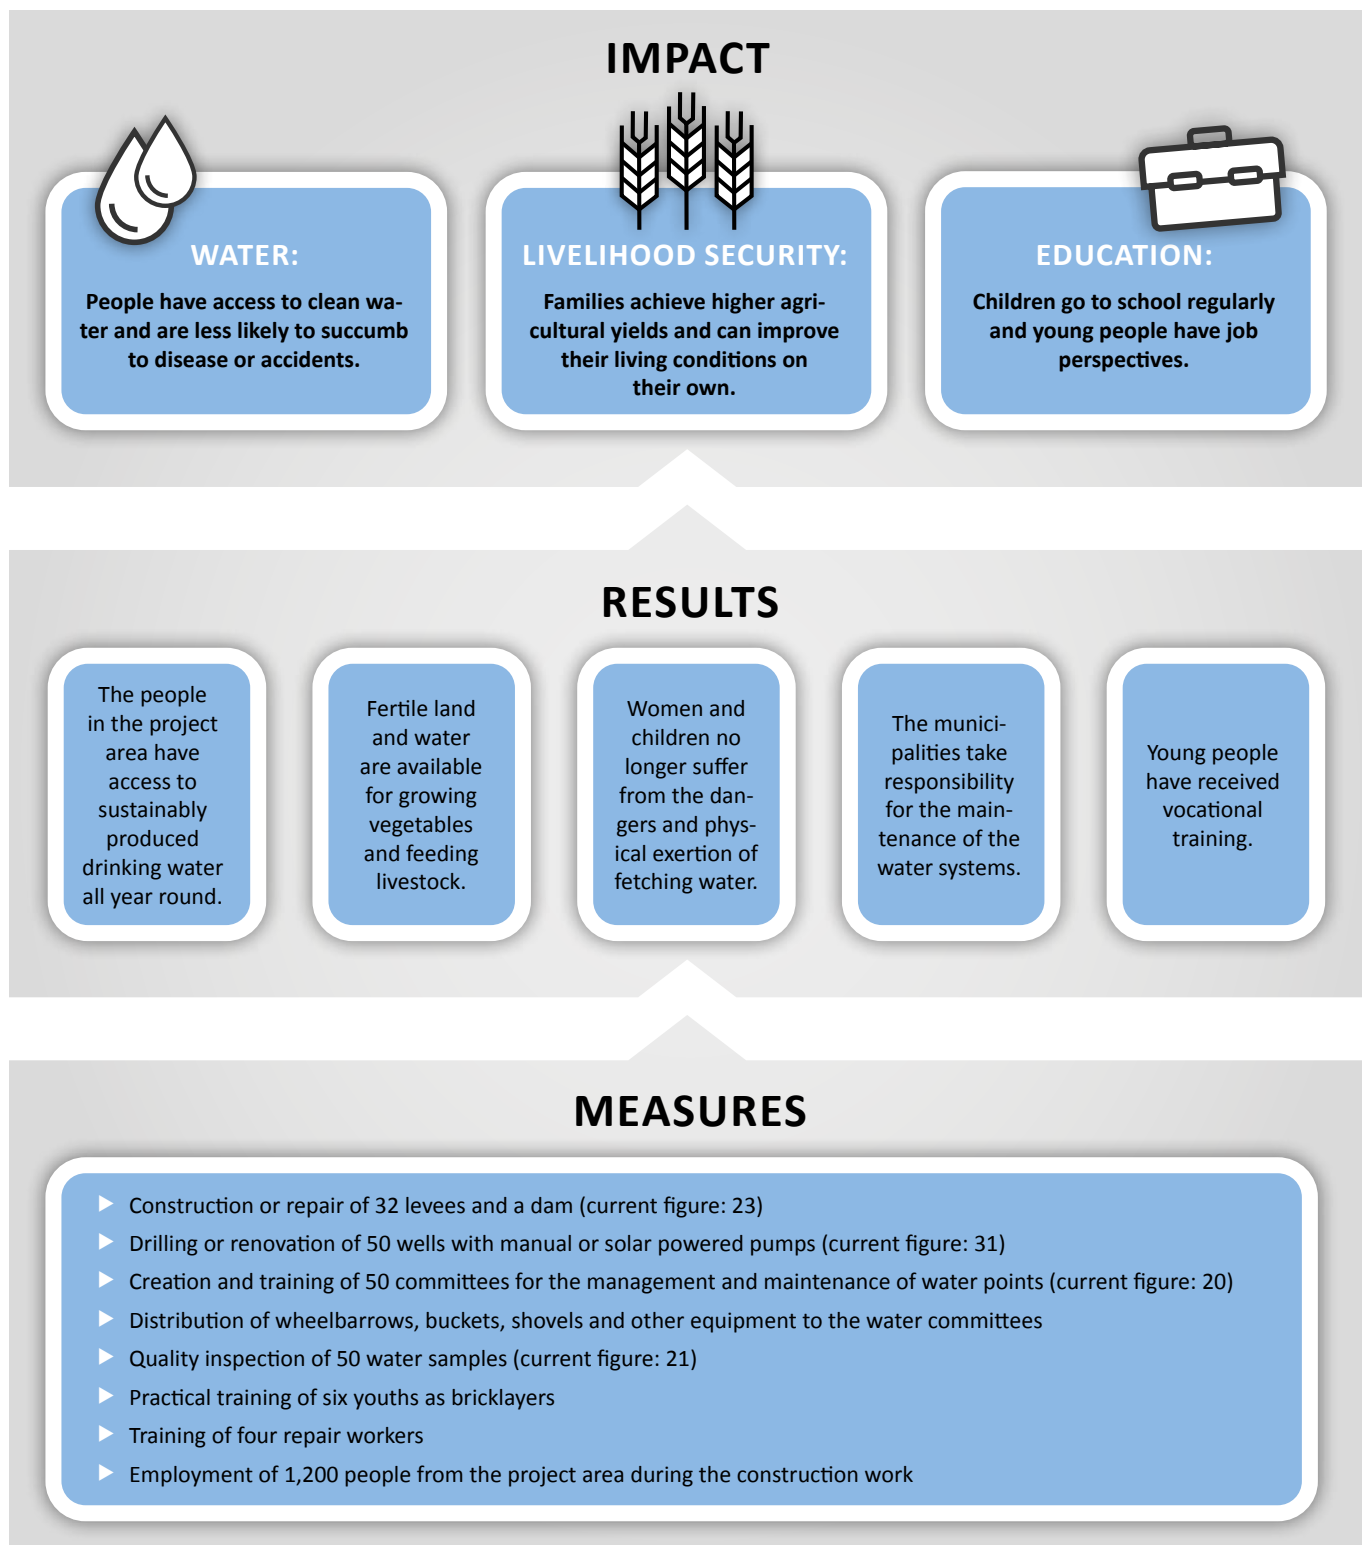 IMPACT
WATER:
People have access to clean wa-
ter and are less likely to succumb
to disease or accidents.
LIVELIHOOD SECURITY:
Families achieve higher agri-
cultural yields and can improve
their living conditions on
their own.
EDUCATION:
Children go to school regularly
and young people have job
perspectives.
RESULTS
The people
in the project
area have
access to
sustainably
produced
drinking water
all year round.
Fertile land
and water
are available
for growing
vegetables
and feeding
livestock.
Women and
children no
longer suffer
from the dan-
gers and phys-
ical exertion of
fetching water.
The munici-
palities take
responsibility
for the main-
tenance of the
water systems.
Young people
have received
vocational
training.
MEASURES
Construction or repair of 32 levees and a dam (current figure: 23)
Drilling or renovation of 50 wells with manual or solar powered pumps (current figure: 31)
Creation and training of 50 committees for the management and maintenance of water points (current figure: 20)
Distribution of wheelbarrows, buckets, shovels and other equipment to the water committees
Quality inspection of 50 water samples (current figure: 21)
Practical training of six youths as bricklayers
Training of four repair workers
Employment of 1,200 people from the project area during the construction work